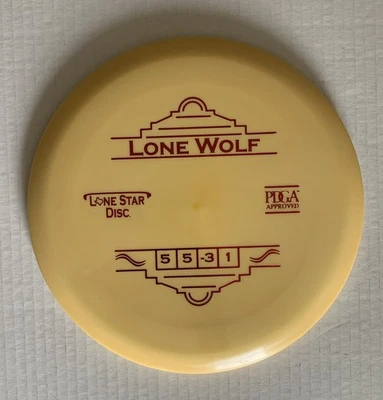 LONE WOLF
LONE STAR
DISC
PDGA
APPROVED
5 5 -3 1